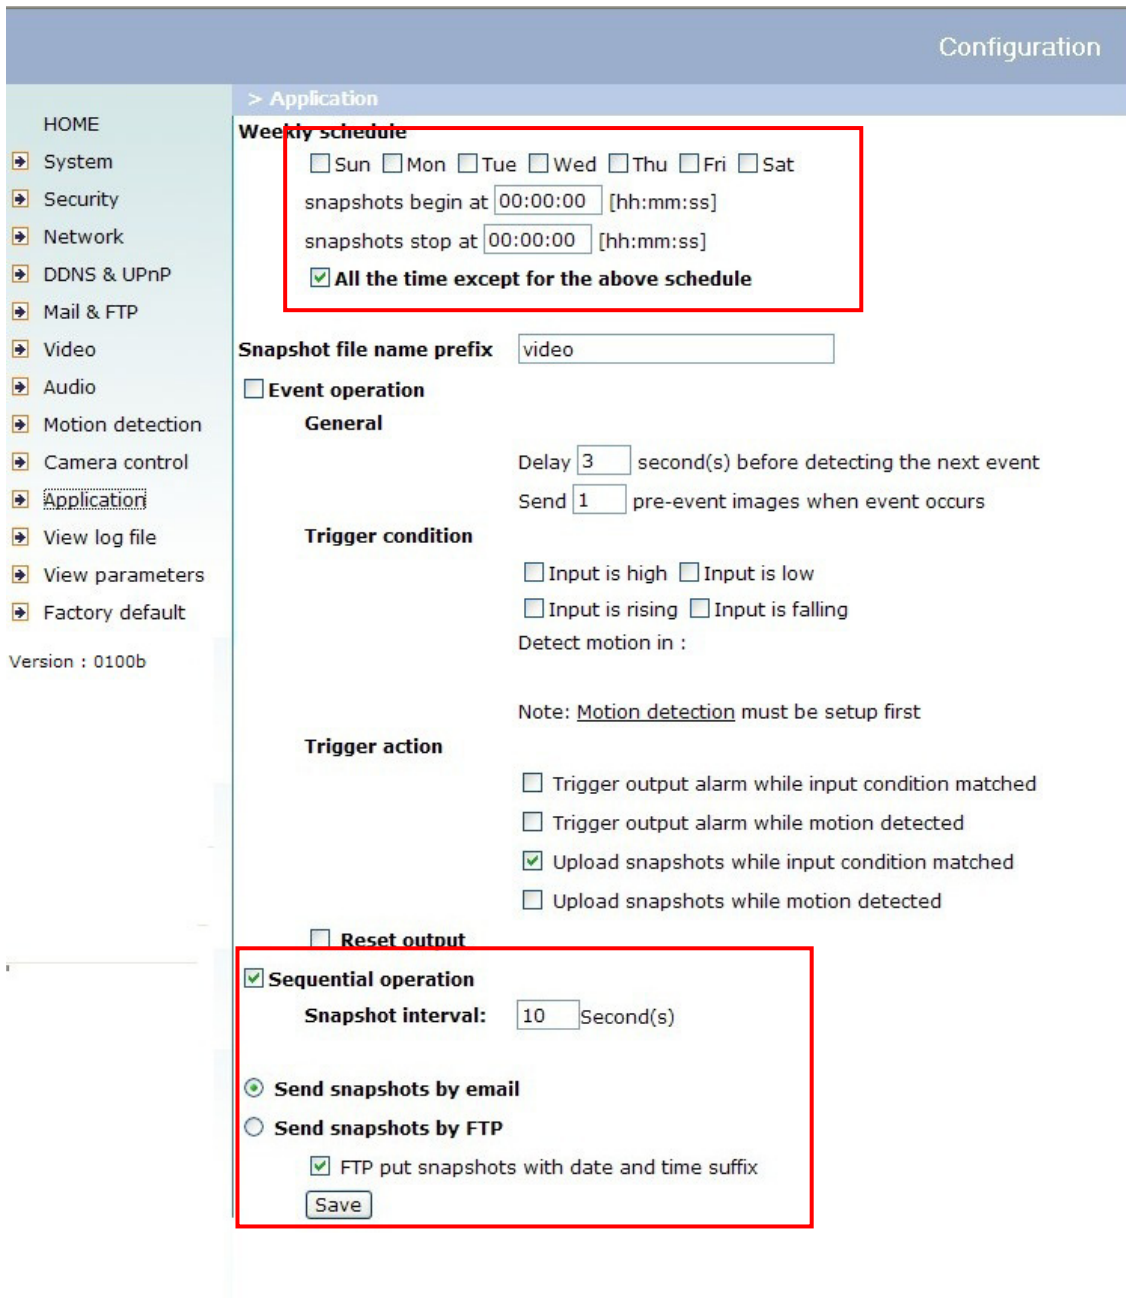 Configuration
> Application
HOME
System
Security
Network
DDNS & UPnP
Mail & FTP
Video
Audio
Motion detection
Camera control
Application
View log file
View parameters
Factory default
Version : 0100b
Weekly schedule
Sun Mon Tue Wed Thu Fri Sat
snapshots begin at 00:00:00 [hh:mm:ss]
snapshots stop at 00:00:00 [hh:mm:ss]
All the time except for the above schedule
Snapshot file name prefix video
Event operation
General
Delay 3 second(s) before detecting the next event
Send 1 pre-event images when event occurs
Trigger condition
Input is high Input is low
Input is rising Input is falling
Detect motion in :
Note: Motion detection must be setup first
Trigger action
Trigger output alarm while input condition matched
Trigger output alarm while motion detected
Upload snapshots while input condition matched
Upload snapshots while motion detected
Reset output
Sequential operation
Snapshot interval: 10 Second(s)
Send snapshots by email
Send snapshots by FTP
FTP put snapshots with date and time suffix
Save